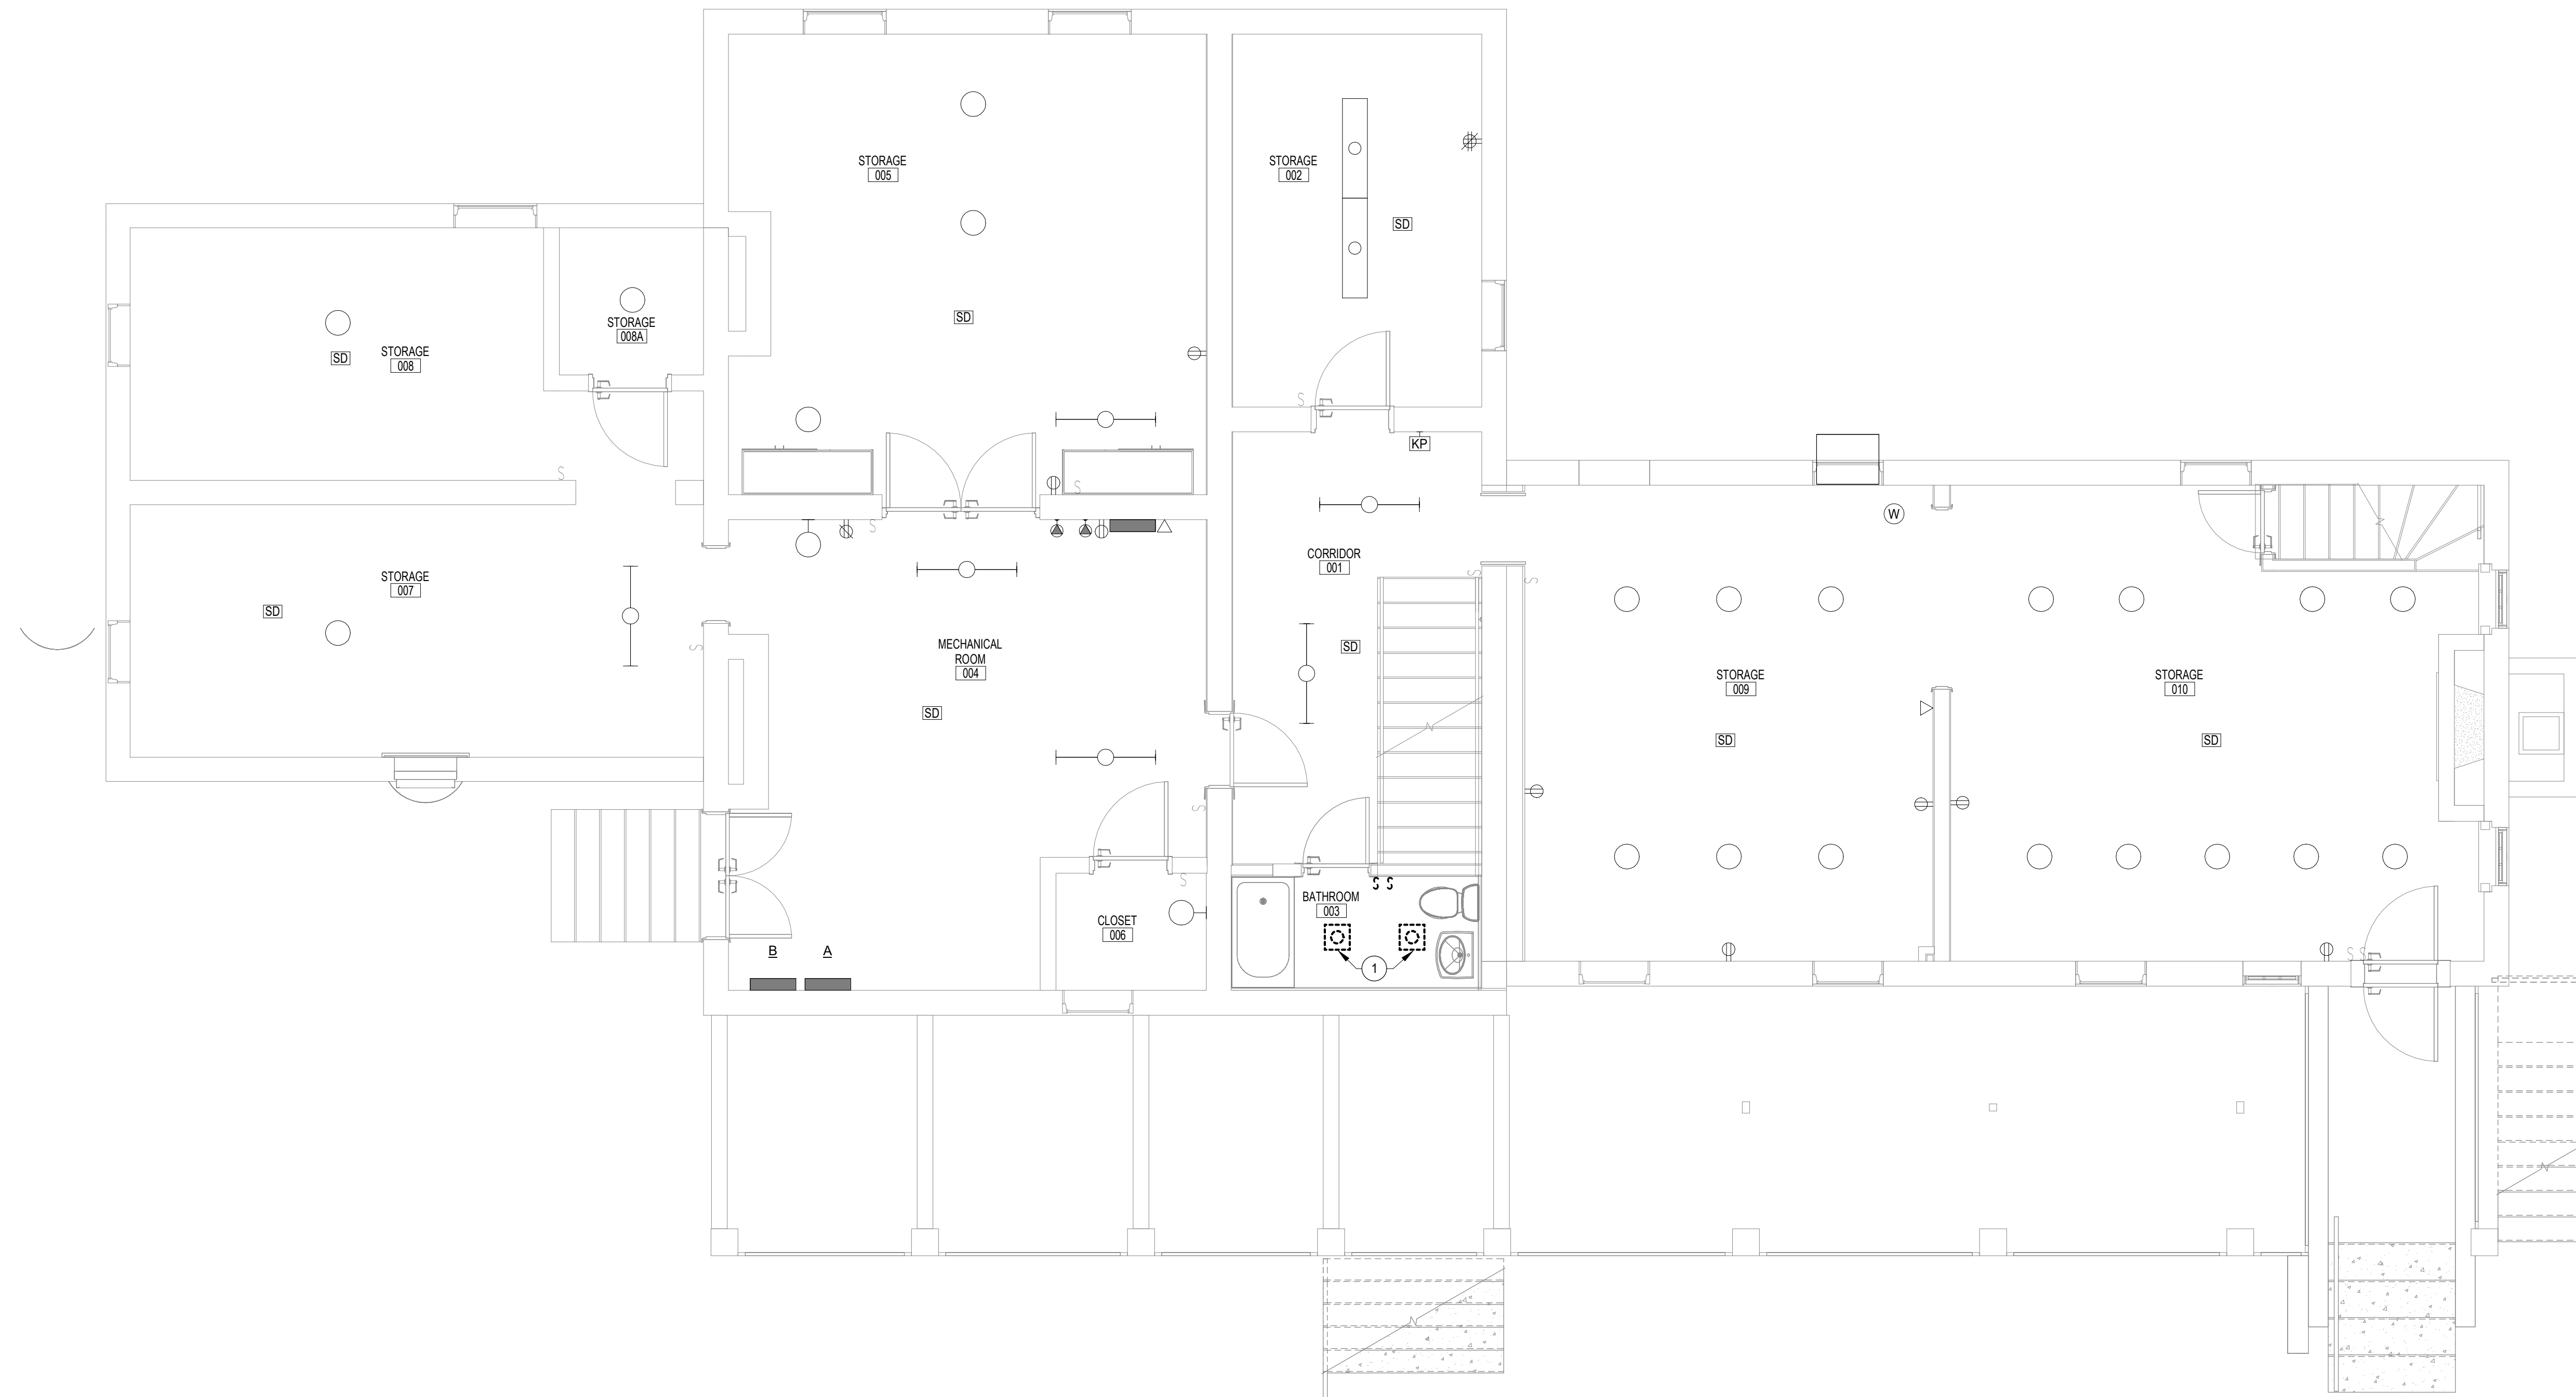 STORAGE
005
STORAGE
002
SD
SD
STORAGE
008A
STORAGE
008
SD
S
KP
S
S
S
W
CORRIDOR
001
S
S
STORAGE
007
SD
MECHANICAL
ROOM
004
S
SD
SD
STORAGE
009
STORAGE
010
SD
SD
S
S
BATHROOM
003
S S
CLOSET
006
B
A
1
S S